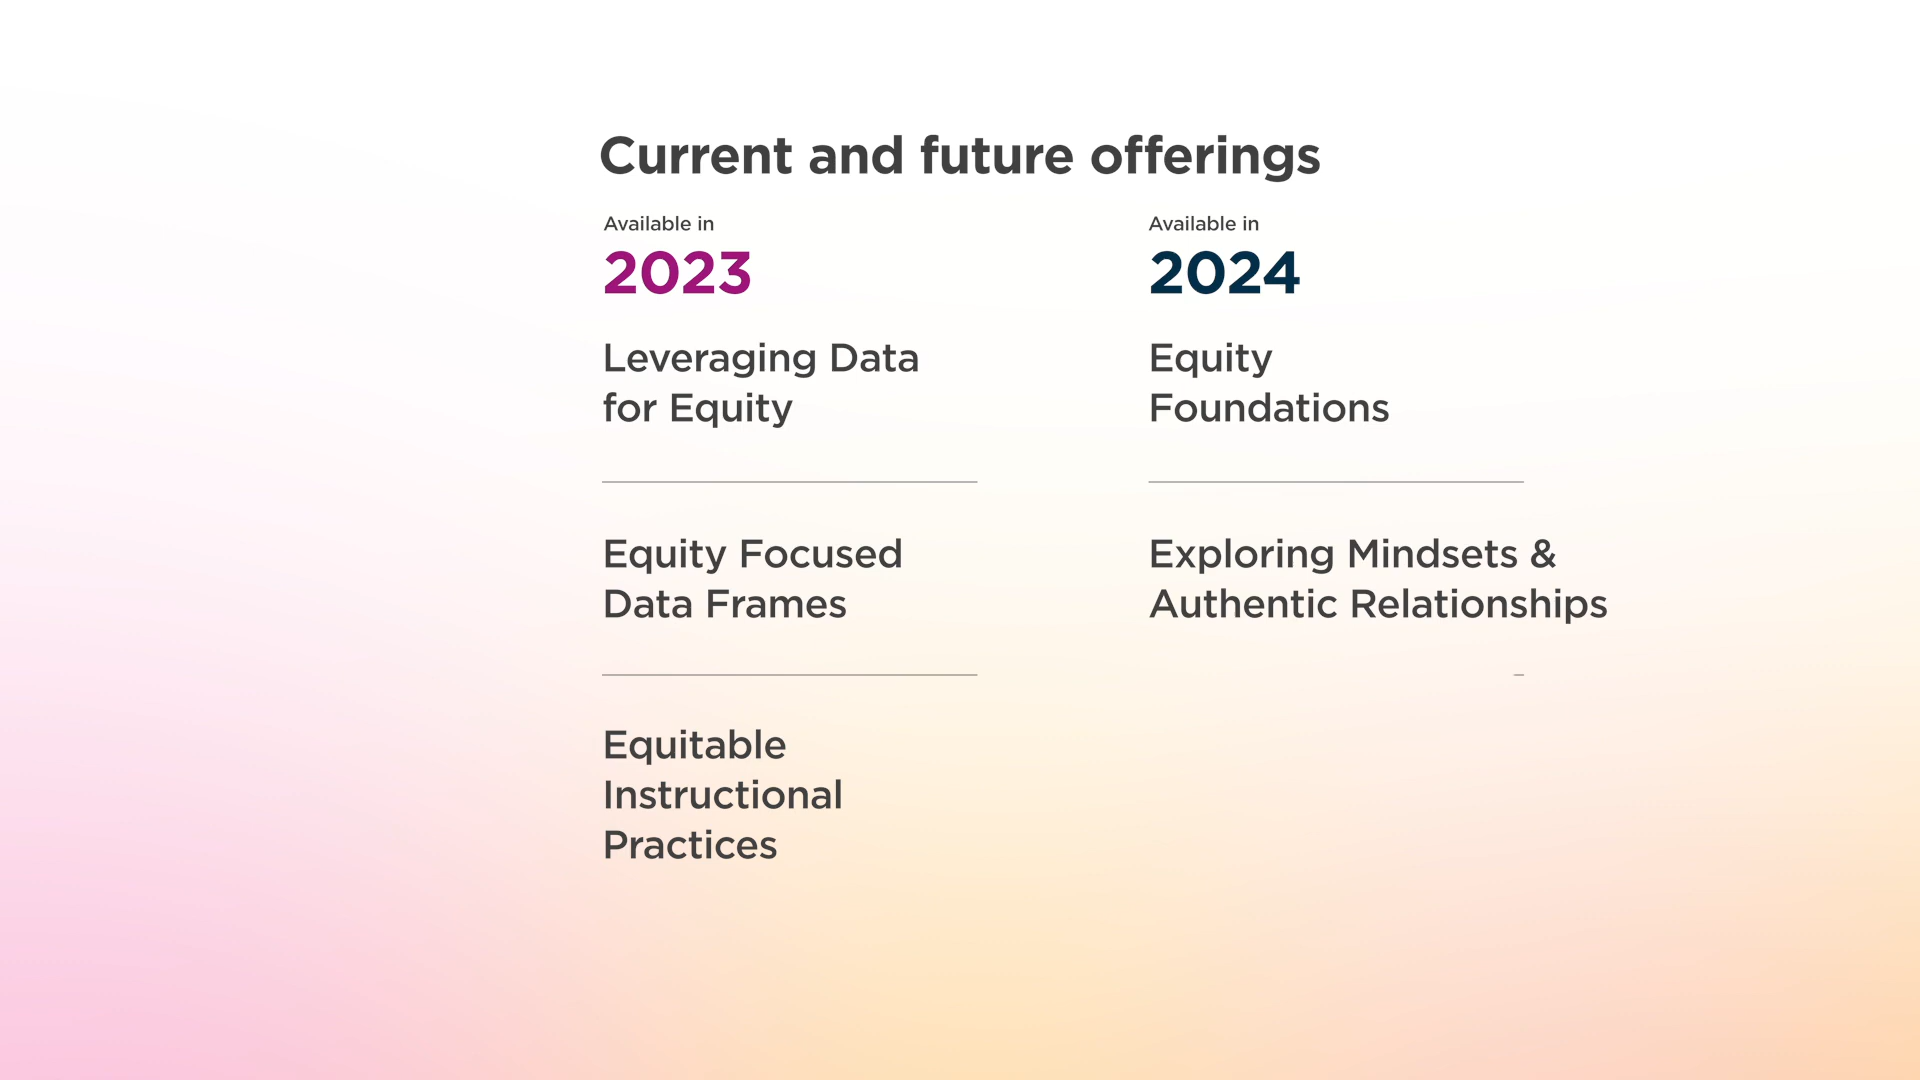 Current and future offerings
Available in
2023
Leveraging Data
for Equity
Equity Focused
Data Frames
Equitable
Instructional
Practices
Available in
2024
Equity
Foundations
Exploring Mindsets &
Authentic Relationships